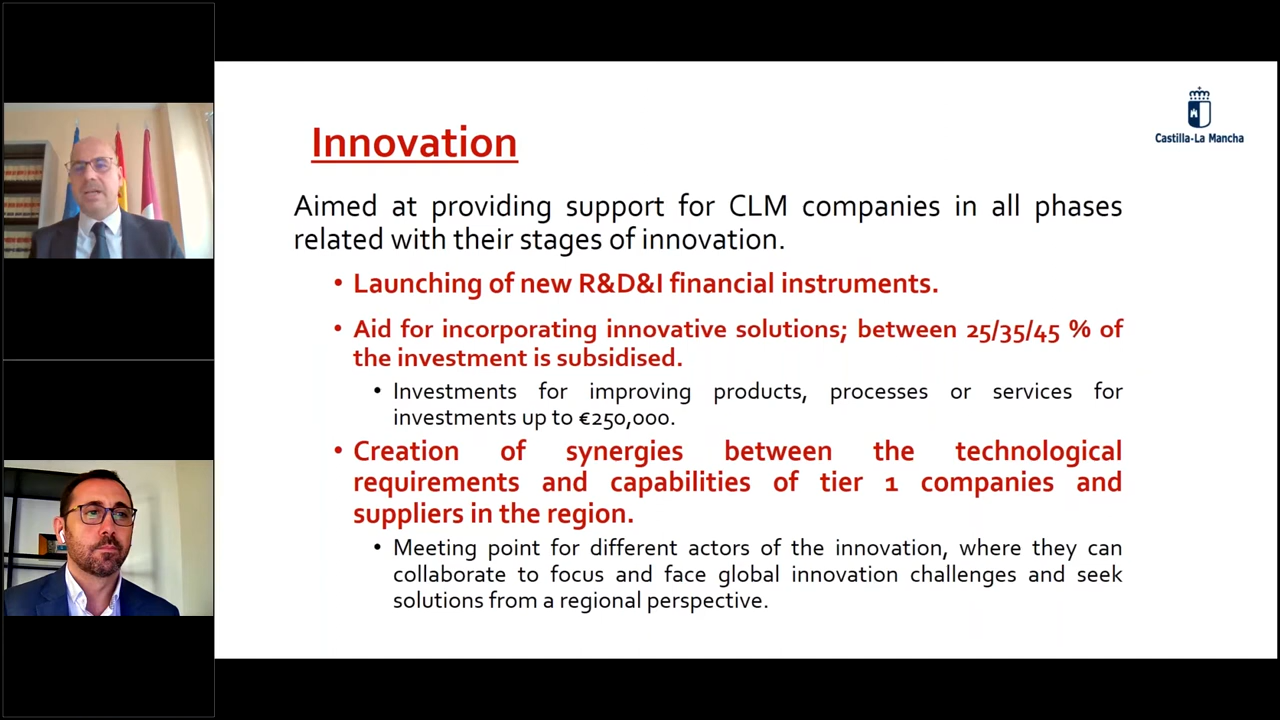 Castilla-La Mancha
Innovation
Aimed at providing support for CLM companies in all phases
related with their stages of innovation.
• Launching of new R&D&I financial instruments.
• Aid for incorporating innovative solutions; between 25/35/45 % of
the investment is subsidised.
• Investments for improving products, processes or services for
investments up to €250,000.
• Creation of synergies between the technological
requirements and capabilities of tier 1 companies and
suppliers in the region.
• Meeting point for different actors of the innovation, where they can
collaborate to focus and face global innovation challenges and seek
solutions from a regional perspective.